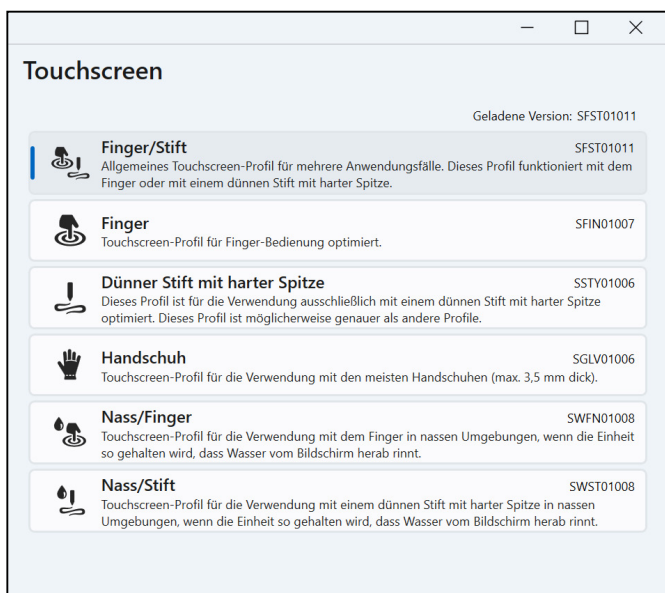 Touchscreen
Geladene Version: SFST01011
Finger/Stift SFST01011
Allgemeines Touchscreen-Profil für mehrere Anwendungsfälle. Dieses Profil funktioniert mit dem
Finger oder mit einem dünnen Stift mit harter Spitze.
Finger SFIN01007
Touchscreen-Profil für Finger-Bedienung optimiert.
Dünner Stift mit harter Spitze SSTY01006
Dieses Profil ist für die Verwendung ausschließlich mit einem dünnen Stift mit harter Spitze
optimiert. Dieses Profil ist möglicherweise genauer als andere Profile.
Handschuh SGLV01006
Touchscreen-Profil für die Verwendung mit den meisten Handschuhen (max. 3,5 mm dick).
Nass/Finger SWFN01008
Touchscreen-Profil für die Verwendung mit dem Finger in nassen Umgebungen, wenn die Einheit
so gehalten wird, dass Wasser vom Bildschirm herab rinnt.
Nass/Stift SWST01008
Touchscreen-Profil für die Verwendung mit einem dünnen Stift mit harter Spitze in nassen
Umgebungen, wenn die Einheit so gehalten wird, dass Wasser vom Bildschirm herab rinnt.